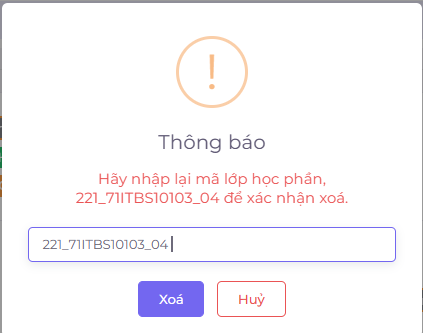 Thông báo
Hãy nhập lại mã lớp học phần,
221_71ITBS10103_04 để xác nhận xoá.
221_71ITBS10103_04
Xoá
Huỷ